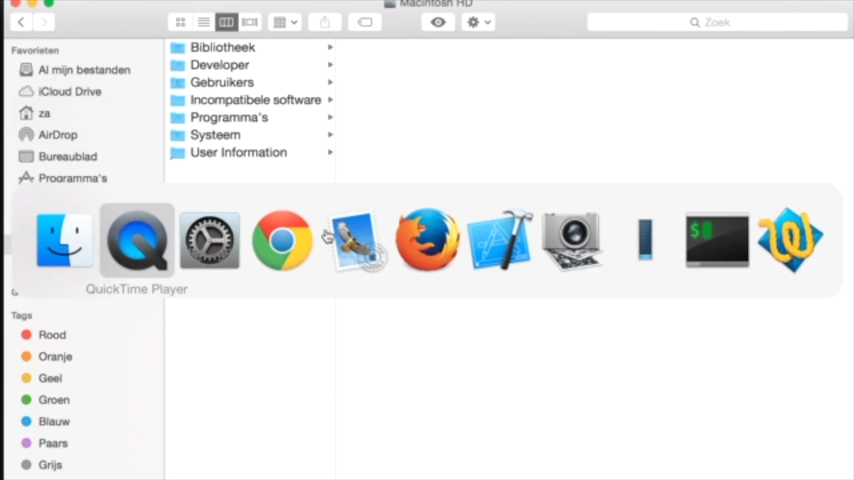 Macintosh HD
Zoek
Favorieten
Al mijn bestanden
iCloud Drive
za
AirDrop
Bureaublad
Programma's
Bibliotheek
Developer
Gebruikers
Incompatibele software
Programma's
Systeem
User Information
$
QuickTime Player
Tags
Rood
Oranje
Geel
Groen
Blauw
Paars
Grijs